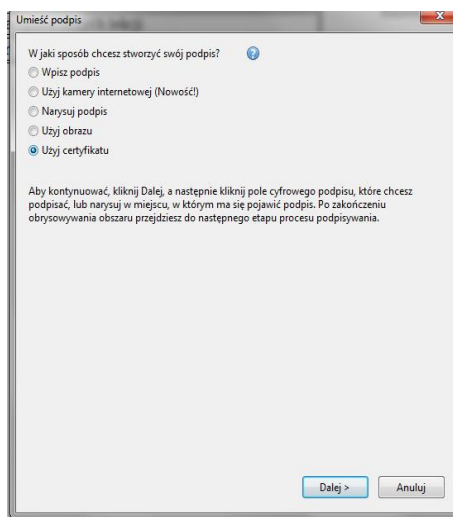 Umieść podpis
W jaki sposób chcesz stworzyć swój podpis?
Wpisz podpis
Użyj kamery internetowej (Nowość!)
Narysuj podpis
Użyj obrazu
Użyj certyfikatu
Aby kontynuować, kliknij Dalej, a następnie kliknij pole cyfrowego podpisu, które chcesz
podpisać, lub narysuj w miejscu, w którym ma się pojawić podpis. Po zakończeniu
obrysowywania obszaru przejdziesz do następnego etapu procesu podpisywania.
Dalej > Anuluj